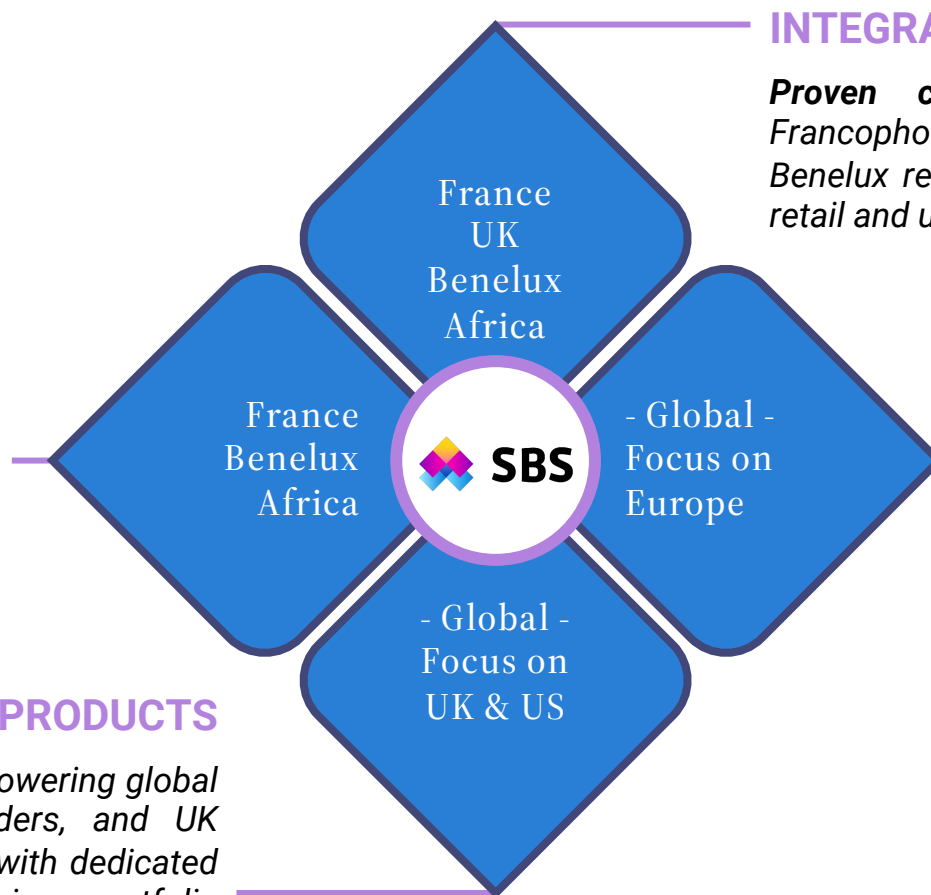 INTEGRA
Proven c
Francopho
Benelux re
retail and u
France
UK
Benelux
Africa
France
Benelux
Africa
SBS
- Global -
Focus on
Europe
- Global -
Focus on
UK & US
PRODUCTS
owering global
ders, and UK
with dedicated